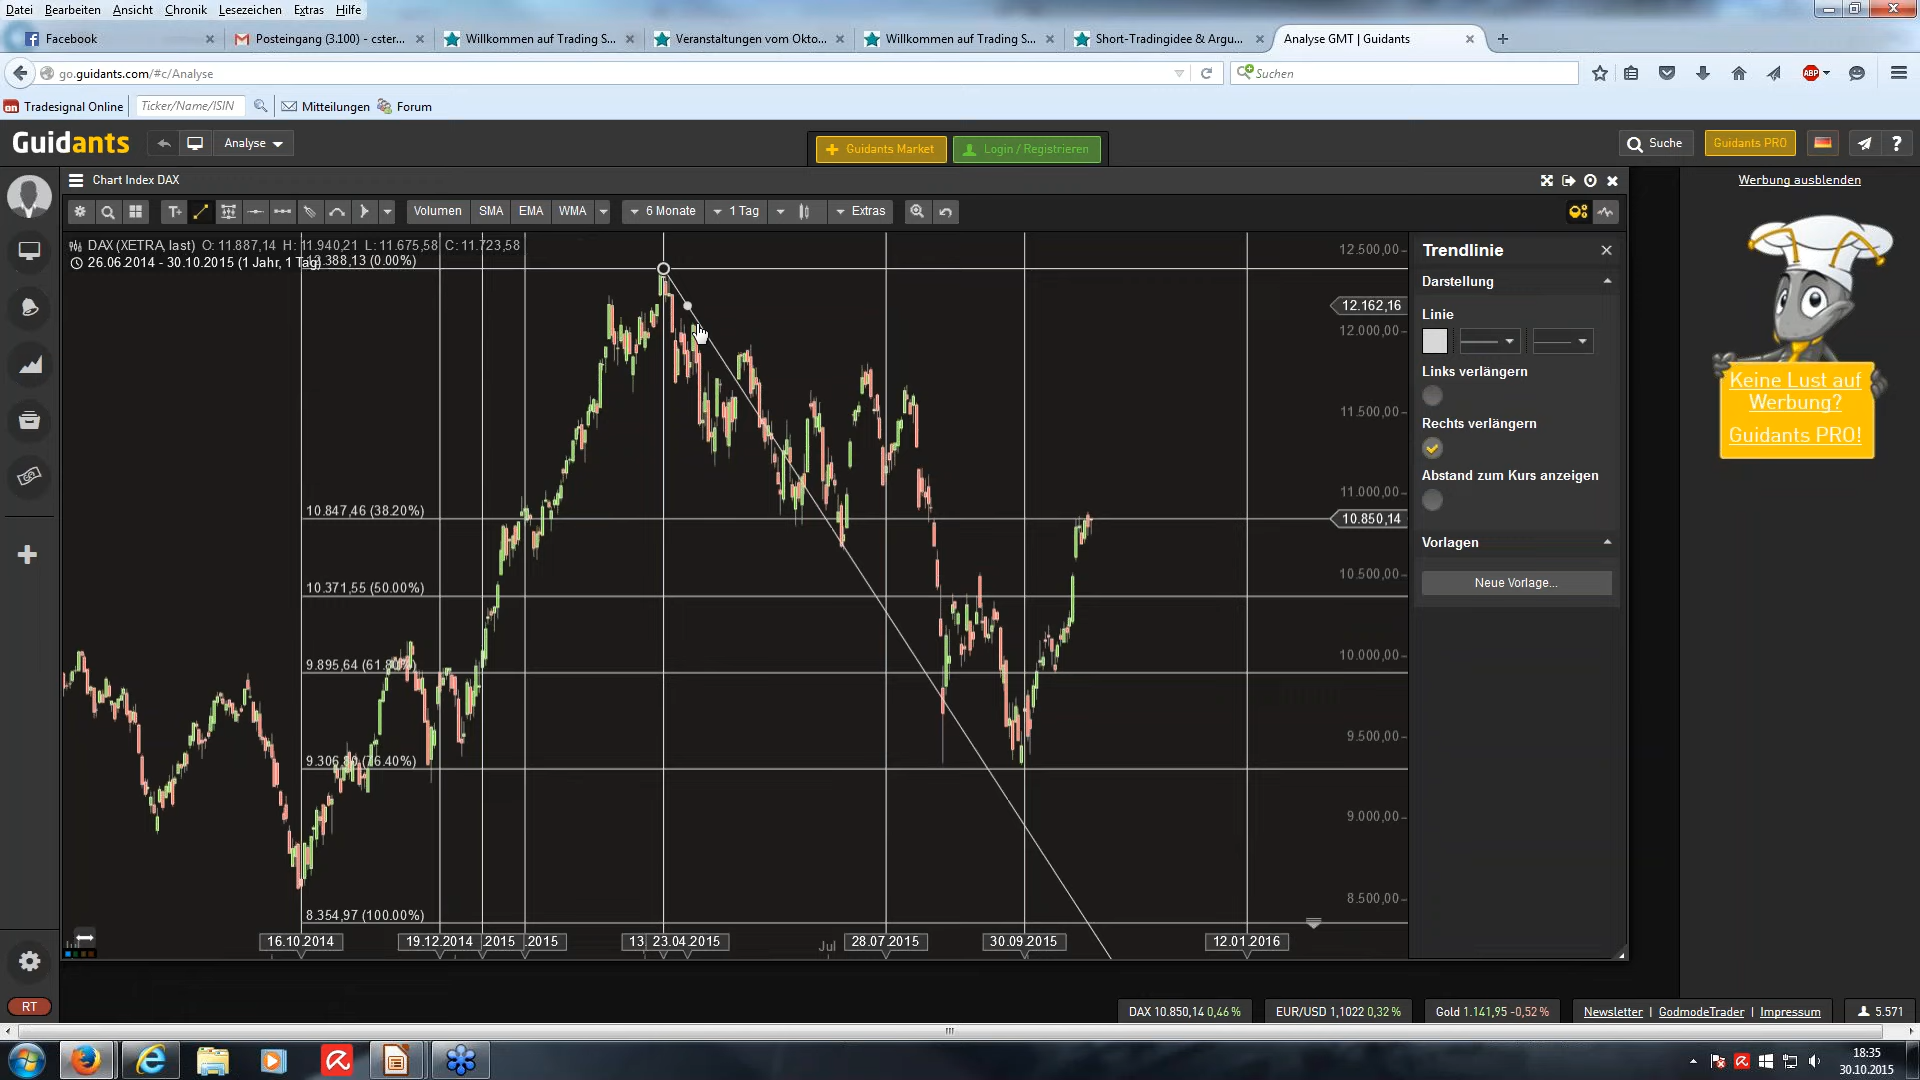 Datei Bearbeiten Ansicht Chronik Lesezeichen Extras Hilfe
Facebook
Posteingang (3.100) - cster...
Willkommen auf Trading S...
Veranstaltungen vom Okto...
Willkommen auf Trading S...
Short-Tradingidee & Argu...
Analyse GMT | Guidants
go.guidants.com/#c/Analyse
Suchen
ABP
Tradesignal Online
Ticker/Name/ISIN
Mitteilungen
Forum
Guidants
Analyse
Guidants Market
Login / Registrieren
Suche
Guidants PRO
Chart Index DAX
Werbung ausblenden
Volumen SMA EMA WMA 6 Monate 1 Tag Extras
DAX (XETRA, last) O: 11.887,14 H: 11.940,21 L: 11.675,58 C: 11.723,58
26.06.2014 - 30.10.2015 (1 Jahr, 1 Tag)
.388,13 (0.00%)
10.847,46 (38.20%)
10.371,55 (50.00%)
9.895,64 (61.80%)
9.306,8 (76.40%)
8.354,97 (100.00%)
12.500,00
12.162,16
12.000,00
11.500,00
11.000,00
10.850,14
10.500,00
10.000,00
9.500,00
9.000,00
8.500,00
16.10.2014
19.12.2014
.2015
.2015
13
23.04.2015
Jul
28.07.2015
30.09.2015
12.01.2016
Trendlinie
Darstellung
Linie
Links verlängern
Rechts verlängern
Abstand zum Kurs anzeigen
Vorlagen
Neue Vorlage...
Keine Lust auf
Werbung?
Guidants PRO!
RT
DAX 10.850,14 0,46 %
EUR/USD 1,1022 0,32 %
Gold 1.141,95 -0,52 %
Newsletter | GodmodeTrader | Impressum
5.571
18:35
30.10.2015